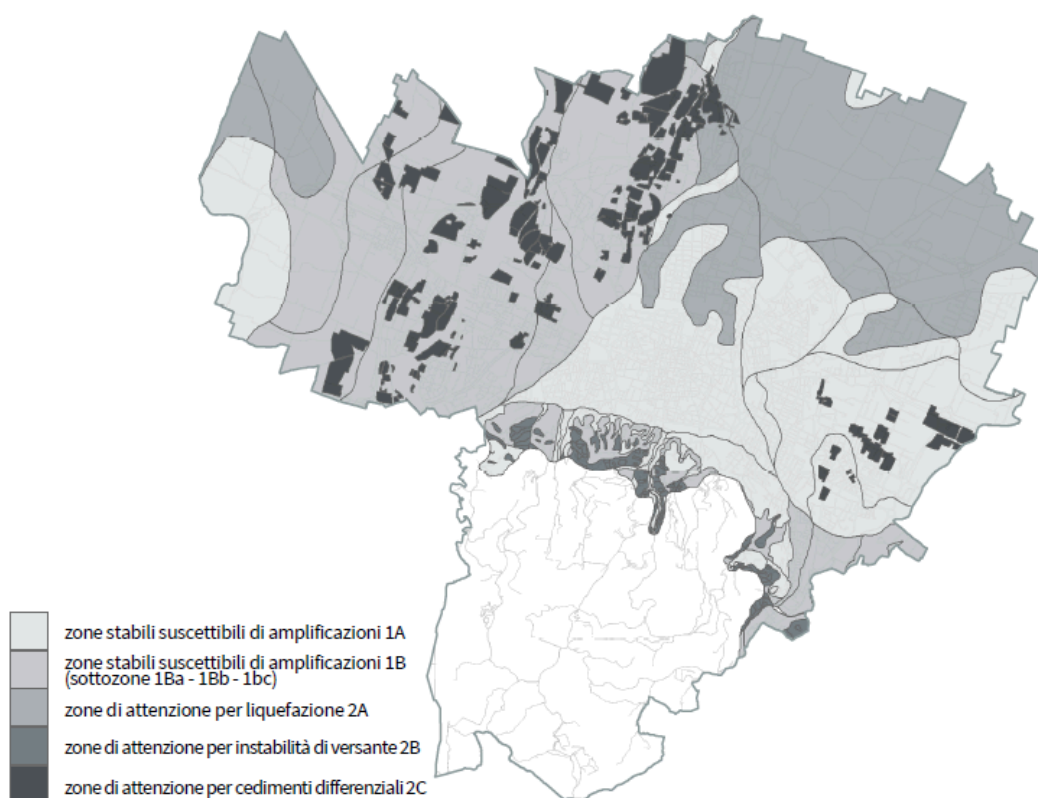 zone stabili suscettibili di amplificazioni 1A
zone stabili suscettibili di amplificazioni 1B
(sottozone 1Ba - 1Bb - 1bc)
zone di attenzione per liquefazione 2A
zone di attenzione per instabilità di versante 2B
zone di attenzione per cedimenti differenziali 2C